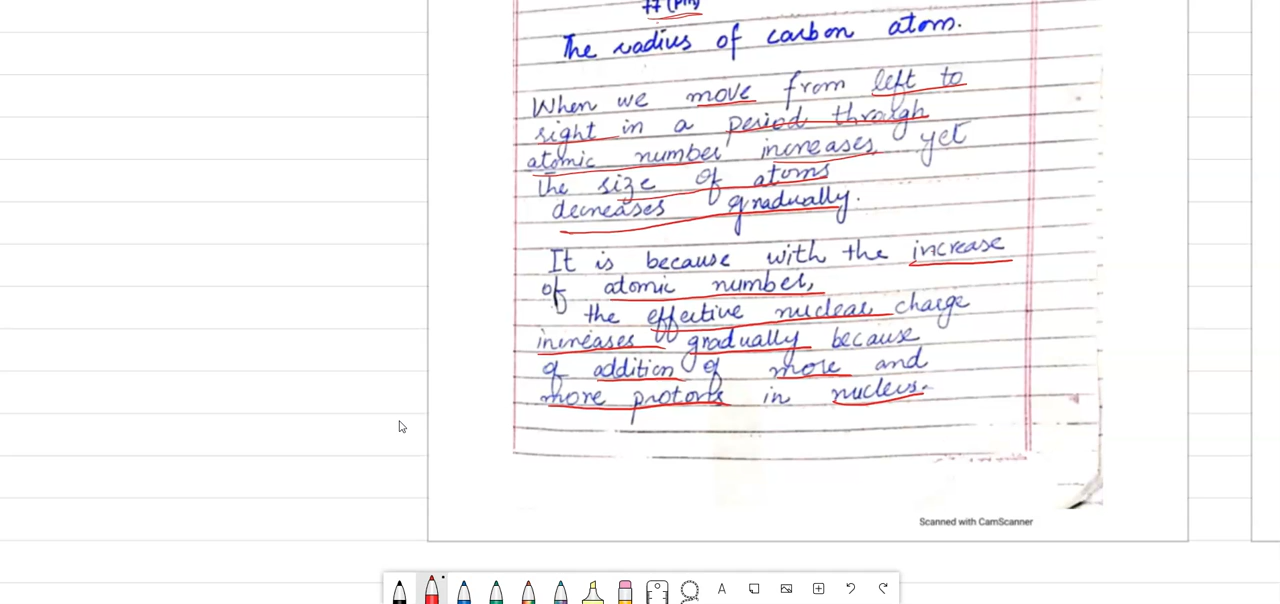 77 (pm)
The radius of carbon atom.
When we move from left to
right in a period through
atomic number increases, yet
the size of atoms
decreases gradually.
It is because with the increase
of atomic number,
the effective nuclear charge
increases gradually because
of addition of more and
more protons in nucleus.
Scanned with CamScanner
A